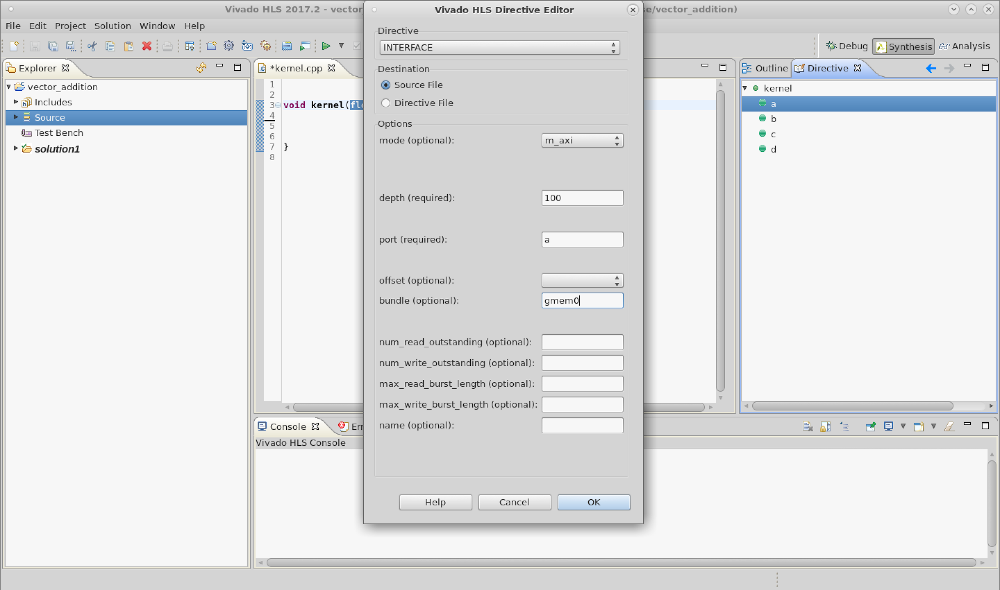 Vivado HLS 2017.2 - vector_
se/vector_addition)
File Edit Project Solution Window Help
Debug Synthesis Analysis
Explorer
vector_addition
Includes
Source
Test Bench
solution1
*kernel.cpp
1
2
3 void kernel(flo
4
5
6
7 }
8
Vivado HLS Directive Editor
Directive
INTERFACE
Destination
Source File
Directive File
Options
mode (optional): m_axi
depth (required): 100
port (required): a
offset (optional):
bundle (optional): gmem0
num_read_outstanding (optional):
num_write_outstanding (optional):
max_read_burst_length (optional):
max_write_burst_length (optional):
name (optional):
Help Cancel OK
Outline Directive
kernel
a
b
c
d
Console Err
Vivado HLS Console